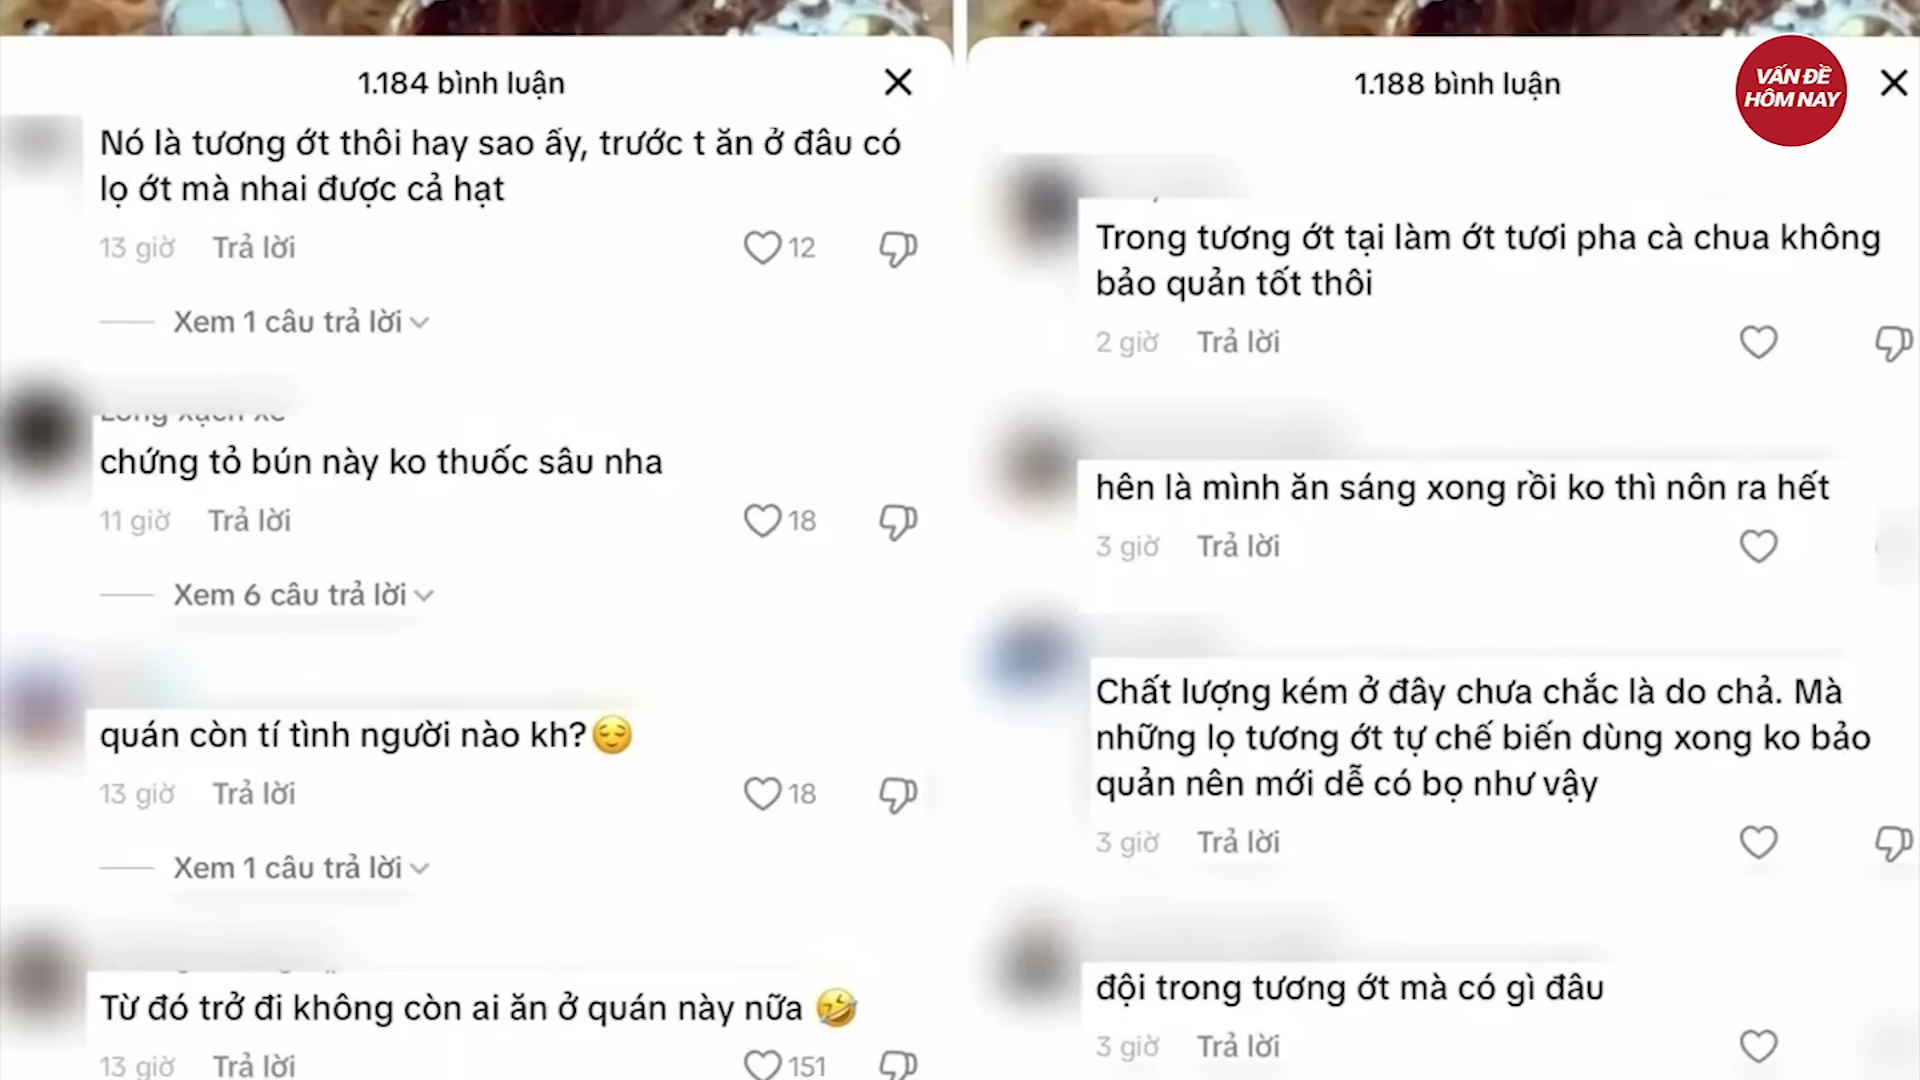 1.184 bình luận
Nó là tương ớt thôi hay sao ấy, trước t ăn ở đâu có
lọ ớt mà nhai được cả hạt
13 giờ Trả lời 12
Xem 1 câu trả lời
chứng tỏ bún này ko thuốc sâu nha
11 giờ Trả lời 18
Xem 6 câu trả lời
quán còn tí tình người nào kh?😌
13 giờ Trả lời 18
Xem 1 câu trả lời
Từ đó trở đi không còn ai ăn ở quán này nữa 🤣
13 giờ Trả lời 151
1.188 bình luận
VẤN ĐỀ
HÔM NAY
Trong tương ớt tại làm ớt tươi pha cà chua không
bảo quản tốt thôi
2 giờ Trả lời
hên là mình ăn sáng xong rồi ko thì nôn ra hết
3 giờ Trả lời
Chất lượng kém ở đây chưa chắc là do chả. Mà
những lọ tương ớt tự chế biến dùng xong ko bảo
quản nên mới dễ có bọ như vậy
3 giờ Trả lời
đội trong tương ớt mà có gì đâu
3 giờ Trả lời